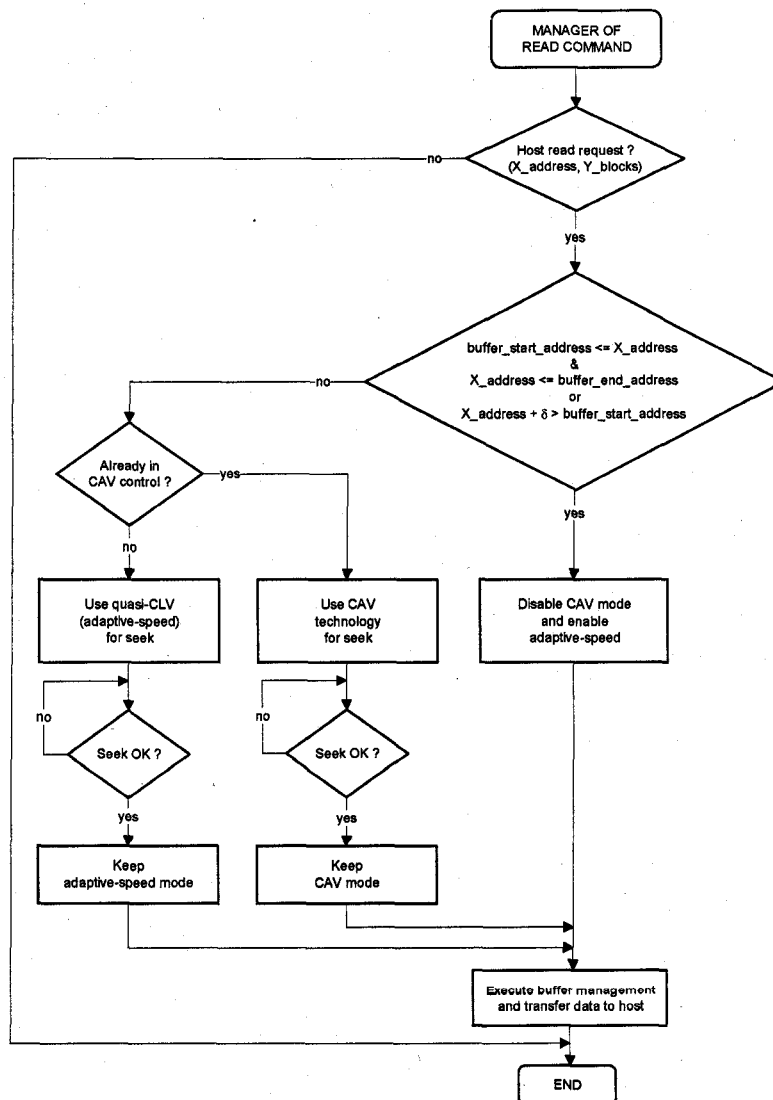 MANAGER OF
READ COMMAND
Host read request ?
(X_address, Y_blocks)
no
yes
buffer_start_address <= X_address
&
X_address <= buffer_end_address
or
X_address + δ > buffer_start_address
no
yes
Already in
CAV control ?
yes
no
Use quasi-CLV
(adaptive-speed)
for seek
Use CAV
technology
for seek
Disable CAV mode
and enable
adaptive-speed
no
Seek OK ?
yes
no
Seek OK ?
yes
Keep
adaptive-speed mode
Keep
CAV mode
Execute buffer management
and transfer data to host
END